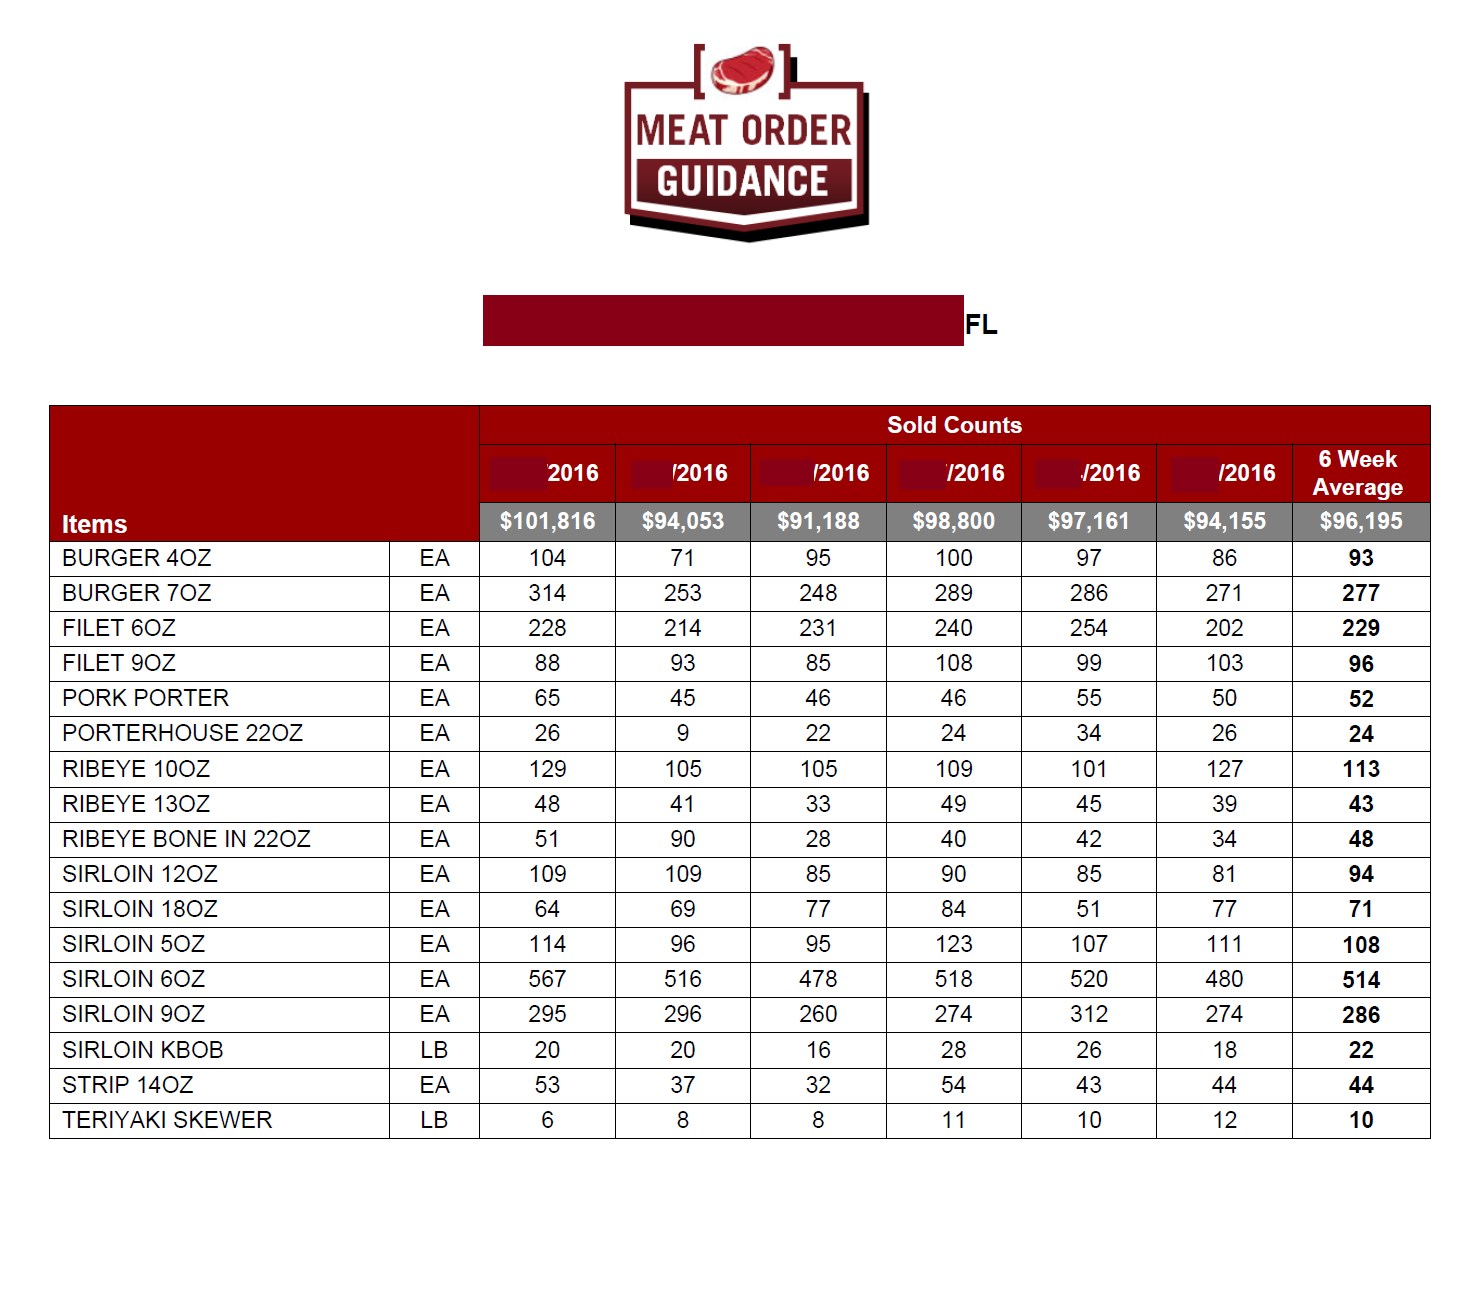 MEAT ORDER
GUIDANCE
FL
Sold Counts
Items 2016 /2016 /2016 /2016 /2016 /2016 6 Week Average
$101,816 $94,053 $91,188 $98,800 $97,161 $94,155 $96,195
BURGER 4OZ EA 104 71 95 100 97 86 93
BURGER 7OZ EA 314 253 248 289 286 271 277
FILET 6OZ EA 228 214 231 240 254 202 229
FILET 9OZ EA 88 93 85 108 99 103 96
PORK PORTER EA 65 45 46 46 55 50 52
PORTERHOUSE 22OZ EA 26 9 22 24 34 26 24
RIBEYE 10OZ EA 129 105 105 109 101 127 113
RIBEYE 13OZ EA 48 41 33 49 45 39 43
RIBEYE BONE IN 22OZ EA 51 90 28 40 42 34 48
SIRLOIN 12OZ EA 109 109 85 90 85 81 94
SIRLOIN 18OZ EA 64 69 77 84 51 77 71
SIRLOIN 5OZ EA 114 96 95 123 107 111 108
SIRLOIN 6OZ EA 567 516 478 518 520 480 514
SIRLOIN 9OZ EA 295 296 260 274 312 274 286
SIRLOIN KBOB LB 20 20 16 28 26 18 22
STRIP 14OZ EA 53 37 32 54 43 44 44
TERIYAKI SKEWER LB 6 8 8 11 10 12 10